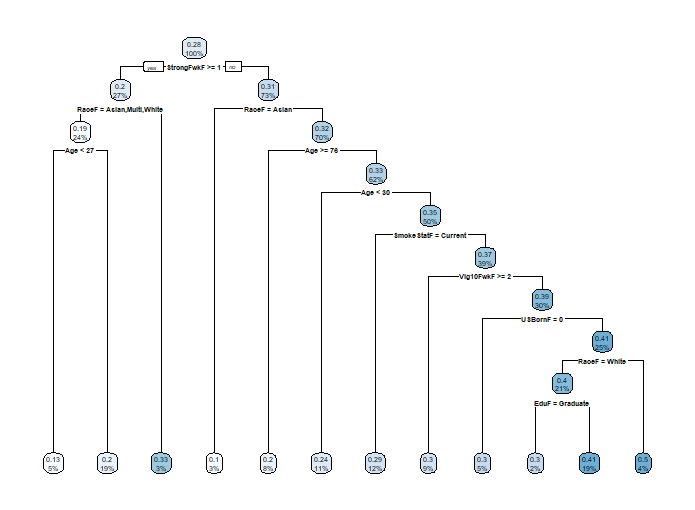 0.28
100%
yes StrongFwkF >= 1 no
0.2
27%
0.31
73%
RaceF = Asian,Multi,White
RaceF = Asian
0.19
24%
0.32
70%
Age < 27
Age >= 76
0.33
62%
Age < 30
0.35
50%
SmokeStatF = Current
0.37
39%
Vig10FwkF >= 2
0.39
30%
USBornF = 0
0.41
25%
RaceF = White
0.4
21%
EduF = Graduate
0.13 0.2 0.33 0.1 0.2 0.24 0.29 0.3 0.3 0.3 0.41 0.5
5% 19% 3% 3% 8% 11% 12% 9% 5% 2% 19% 4%